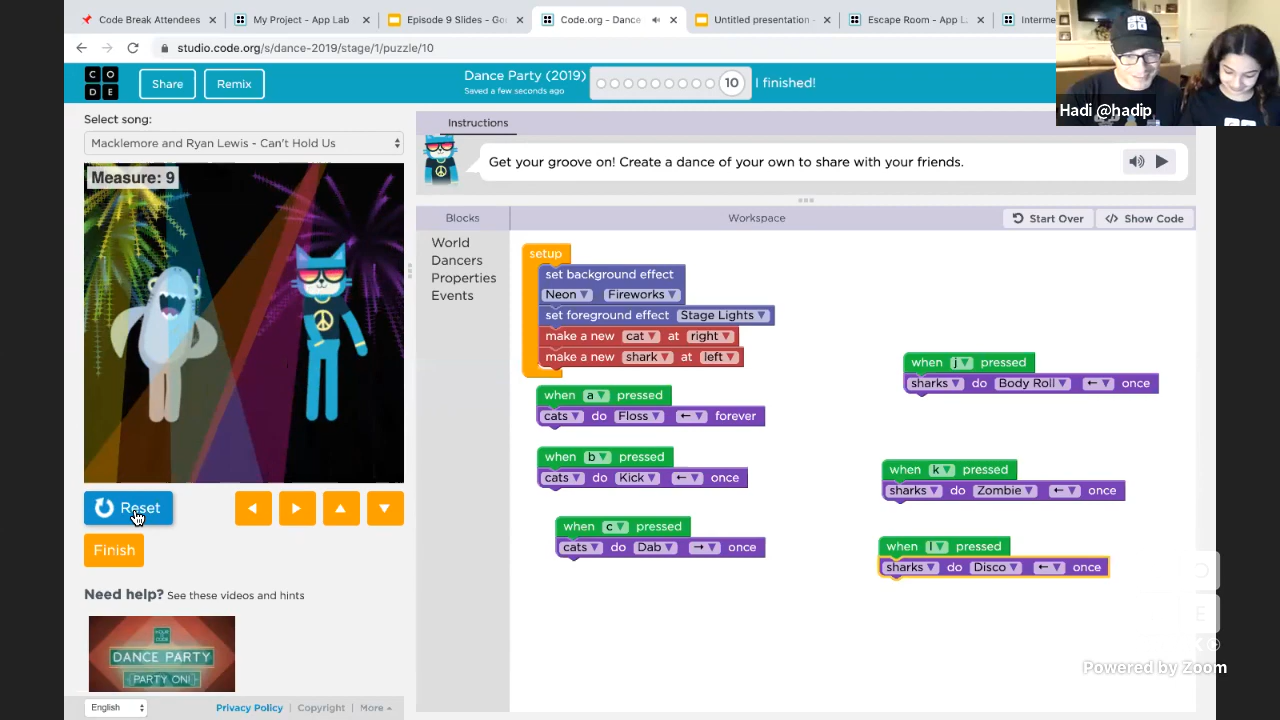 Code Break Attendees
My Project - App Lab
Episode 9 Slides - Go
Code.org - Dance
Untitled presentation -
Escape Room - App L
Interme
studio.code.org/s/dance-2019/stage/1/puzzle/10
C O
D E
Share
Remix
Dance Party (2019)
Saved a few seconds ago
10
I finished!
Hadi @hadip
Select song:
Macklemore and Ryan Lewis - Can't Hold Us
Measure: 9
Reset
Finish
Need help? See these videos and hints
DANCE PARTY
PARTY ON!
English
Privacy Policy | Copyright | More
Instructions
Get your groove on! Create a dance of your own to share with your friends.
Blocks
Workspace
Start Over
</> Show Code
World
Dancers
Properties
Events
setup
set background effect
Neon Fireworks
set foreground effect Stage Lights
make a new cat at right
make a new shark at left
when a pressed
cats do Floss ← forever
when b pressed
cats do Kick ← once
when c pressed
cats do Dab → once
when j pressed
sharks do Body Roll ← once
when k pressed
sharks do Zombie ← once
when l pressed
sharks do Disco ← once
Powered by Zoom